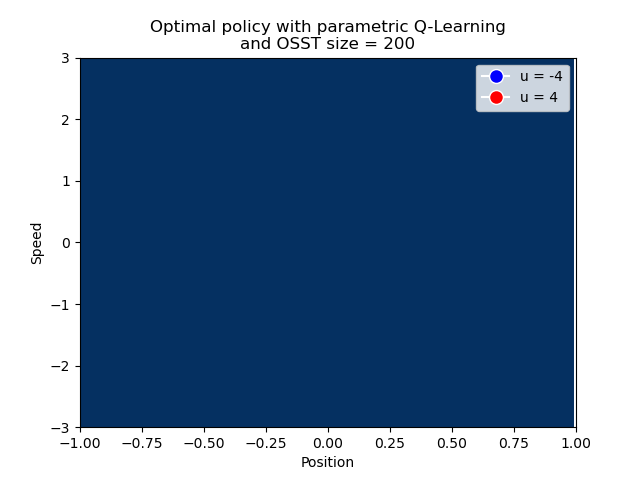 Optimal policy with parametric Q-Learning
and OSST size = 200
u = -4
u = 4
3
2
1
0
−1
−2
−3
Speed
−1.00 −0.75 −0.50 −0.25 0.00 0.25 0.50 0.75 1.00
Position